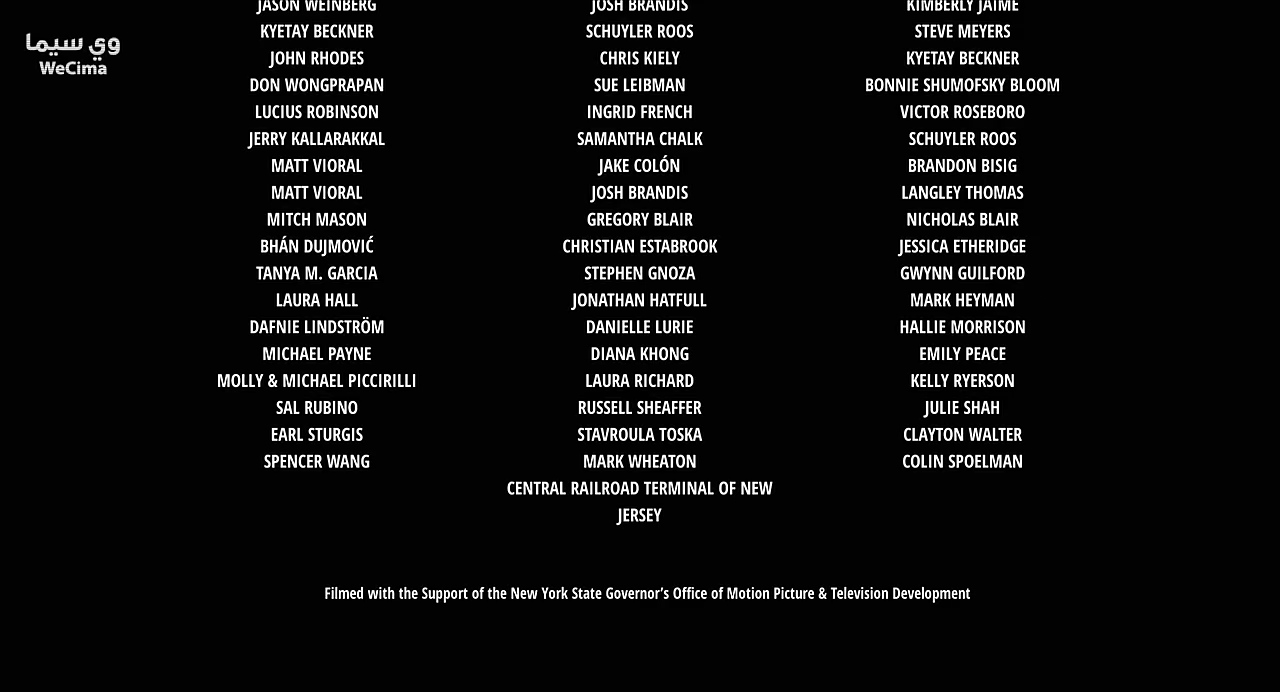 وي سيما
WeCima
JASON WEINBERG JOSH BRANDIS KIMBERLY JAIME
KYETAY BECKNER SCHUYLER ROOS STEVE MEYERS
JOHN RHODES CHRIS KIELY KYETAY BECKNER
DON WONGPRAPAN SUE LEIBMAN BONNIE SHUMOFSKY BLOOM
LUCIUS ROBINSON INGRID FRENCH VICTOR ROSEBORO
JERRY KALLARAKKAL SAMANTHA CHALK SCHUYLER ROOS
MATT VIORAL JAKE COLÓN BRANDON BISIG
MATT VIORAL JOSH BRANDIS LANGLEY THOMAS
MITCH MASON GREGORY BLAIR NICHOLAS BLAIR
BHÁN DUJMOVIĆ CHRISTIAN ESTABROOK JESSICA ETHERIDGE
TANYA M. GARCIA STEPHEN GNOZA GWYNN GUILFORD
LAURA HALL JONATHAN HATFULL MARK HEYMAN
DAFNIE LINDSTRÖM DANIELLE LURIE HALLIE MORRISON
MICHAEL PAYNE DIANA KHONG EMILY PEACE
MOLLY & MICHAEL PICCIRILLI LAURA RICHARD KELLY RYERSON
SAL RUBINO RUSSELL SHEAFFER JULIE SHAH
EARL STURGIS STAVROULA TOSKA CLAYTON WALTER
SPENCER WANG MARK WHEATON COLIN SPOELMAN
CENTRAL RAILROAD TERMINAL OF NEW
JERSEY
Filmed with the Support of the New York State Governor's Office of Motion Picture & Television Development